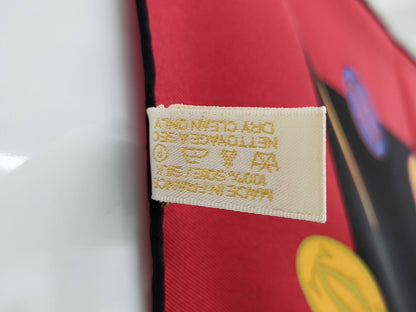 MADE IN FRANCE
100% SOIE / SILK
NETTOYAGE A SEC
DRY CLEAN ONLY